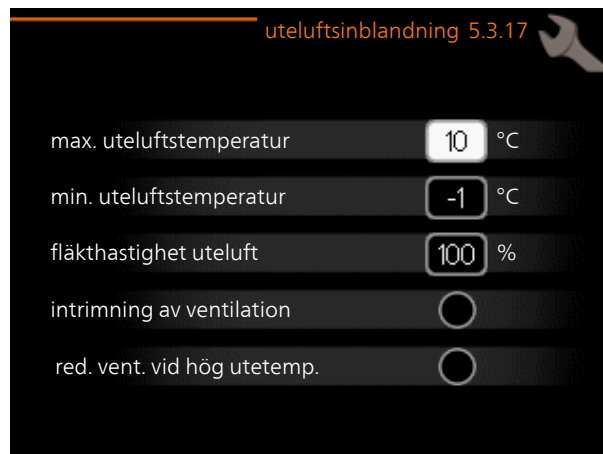 uteluftsinblandning 5.3.17
max. uteluftstemperatur 10 °C
min. uteluftstemperatur -1 °C
fläkthastighet uteluft 100 %
intrimning av ventilation
red. vent. vid hög utetemp.